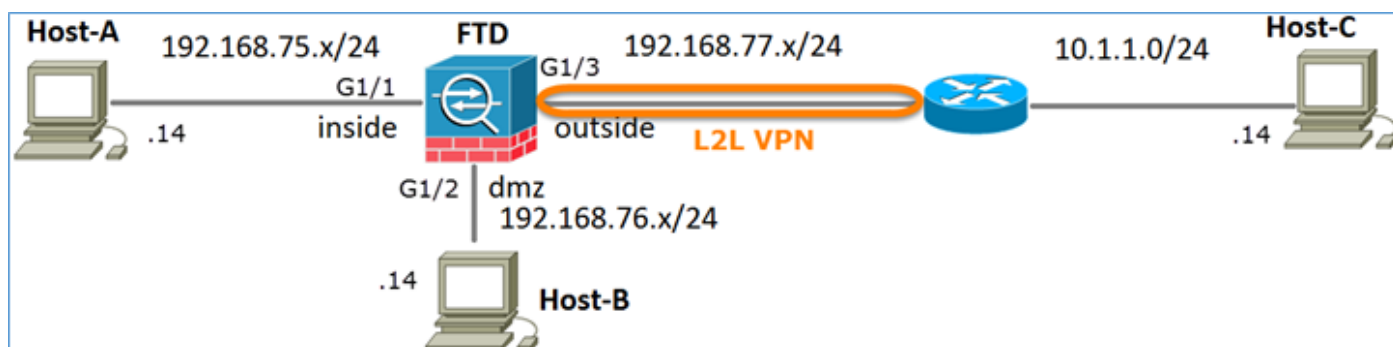 Host-A
192.168.75.x/24
FTD
192.168.77.x/24
10.1.1.0/24
Host-C
G1/1
G1/3
.14
inside
outside
L2L VPN
.14
G1/2
dmz
192.168.76.x/24
.14
Host-B